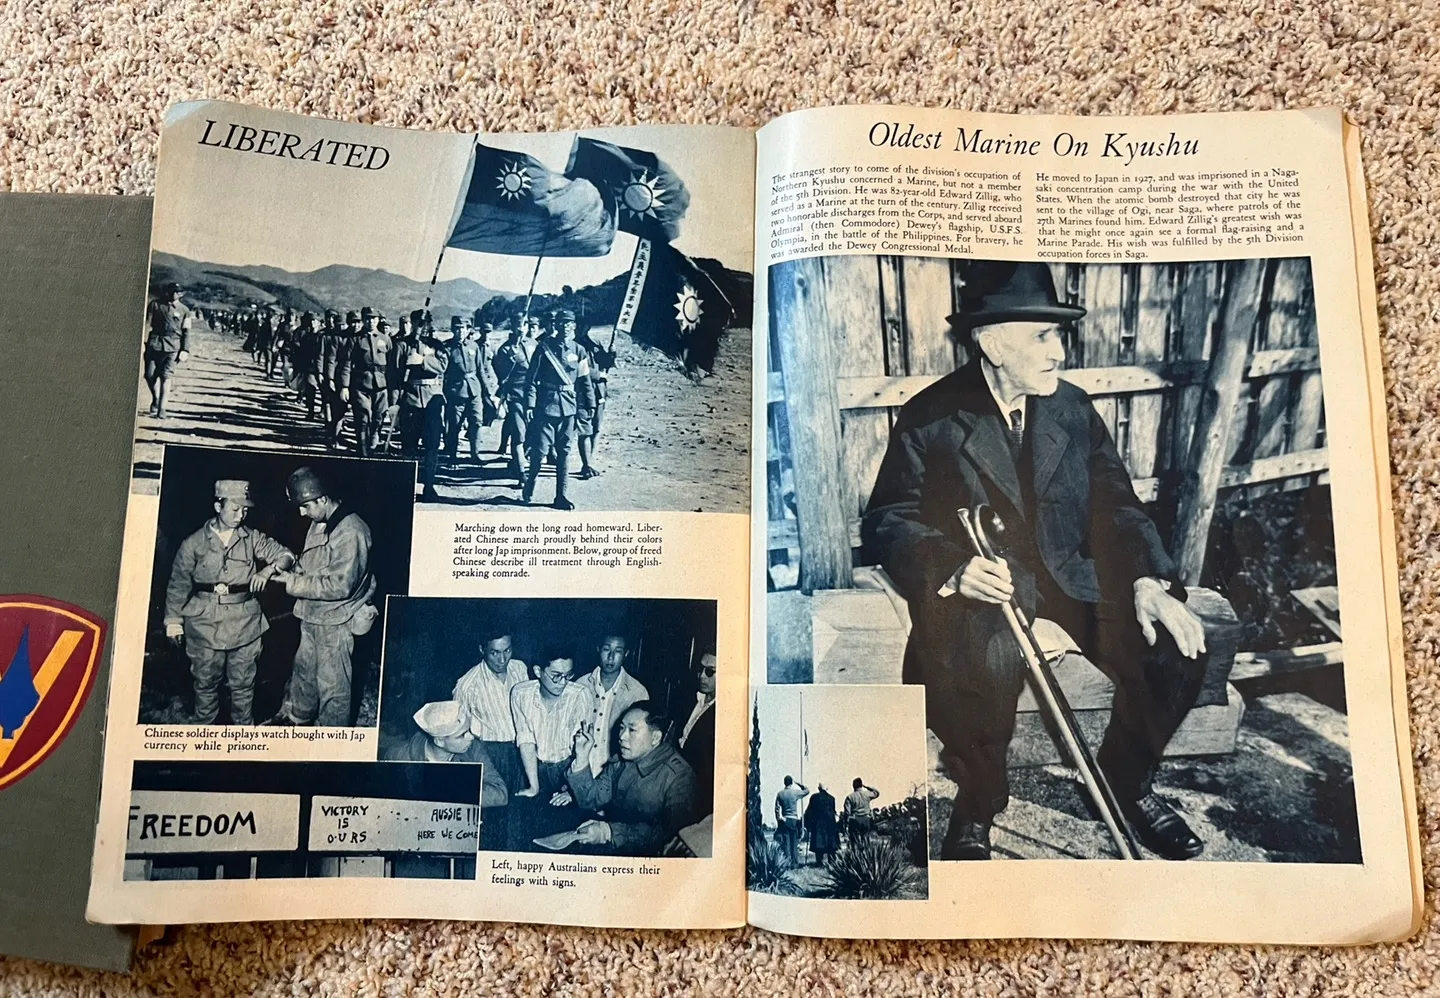 LIBERATED
民主義青年 第四大
Marching down the long road homeward. Liber-
ated Chinese march proudly behind their colors
after long Jap imprisonment. Below, group of freed
Chinese describe ill treatment through English-
speaking comrade.
Chinese soldier displays watch bought with Jap
currency while prisoner.
FREEDOM
VICTORY
IS
OURS
AUSSIE !!!
HERE WE COME
Left, happy Australians express their
feelings with signs.
Oldest Marine On Kyushu
The strangest story to come of the division's occupation of
Northern Kyushu concerned a Marine, but not a member
of the 5th Division. He was 82-year-old Edward Zillig, who
served as a Marine at the turn of the century. Zillig received
two honorable discharges from the Corps, and served aboard
Admiral (then Commodore) Dewey's flagship, U.S.F.S.
Olympia, in the battle of the Philippines. For bravery, he
was awarded the Dewey Congressional Medal.
He moved to Japan in 1927, and was imprisoned in a Naga-
saki concentration camp during the war with the United
States. When the atomic bomb destroyed that city he was
sent to the village of Ogi, near Saga, where patrols of the
27th Marines found him. Edward Zillig's greatest wish was
that he might once again see a formal flag-raising and a
Marine Parade. His wish was fulfilled by the 5th Division
occupation forces in Saga.